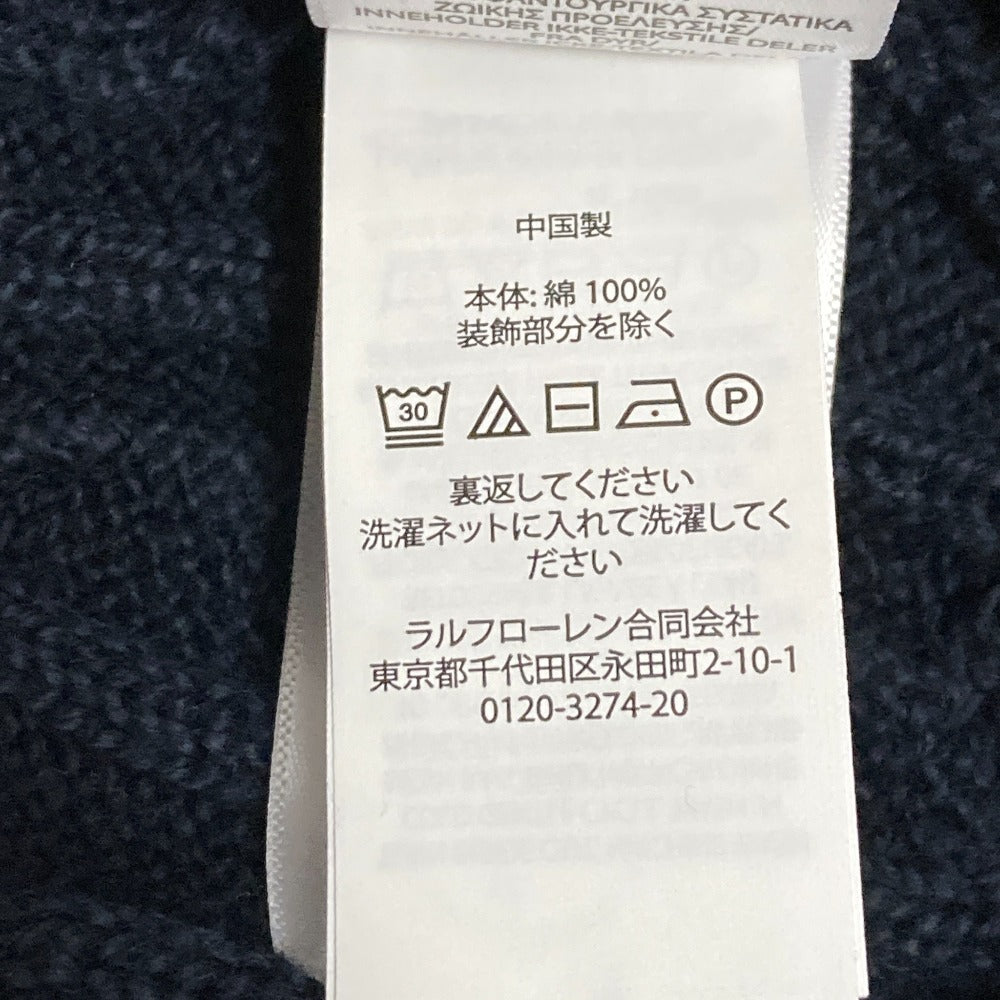 ΣΥΣΤΑΤΙΚΑ
ΖΩΙΚΗΣ ΠΡΟΕΛΕΥΣΗΣ/
INNEHOLDER IKKE-TEKSTILE DELER
FRA DYR/
中国製
本体: 綿 100%
装飾部分を除く
30 P
裏返してください
洗濯ネットに入れて洗濯してく
ださい
ラルフローレン合同会社
東京都千代田区永田町2-10-1
0120-3274-20